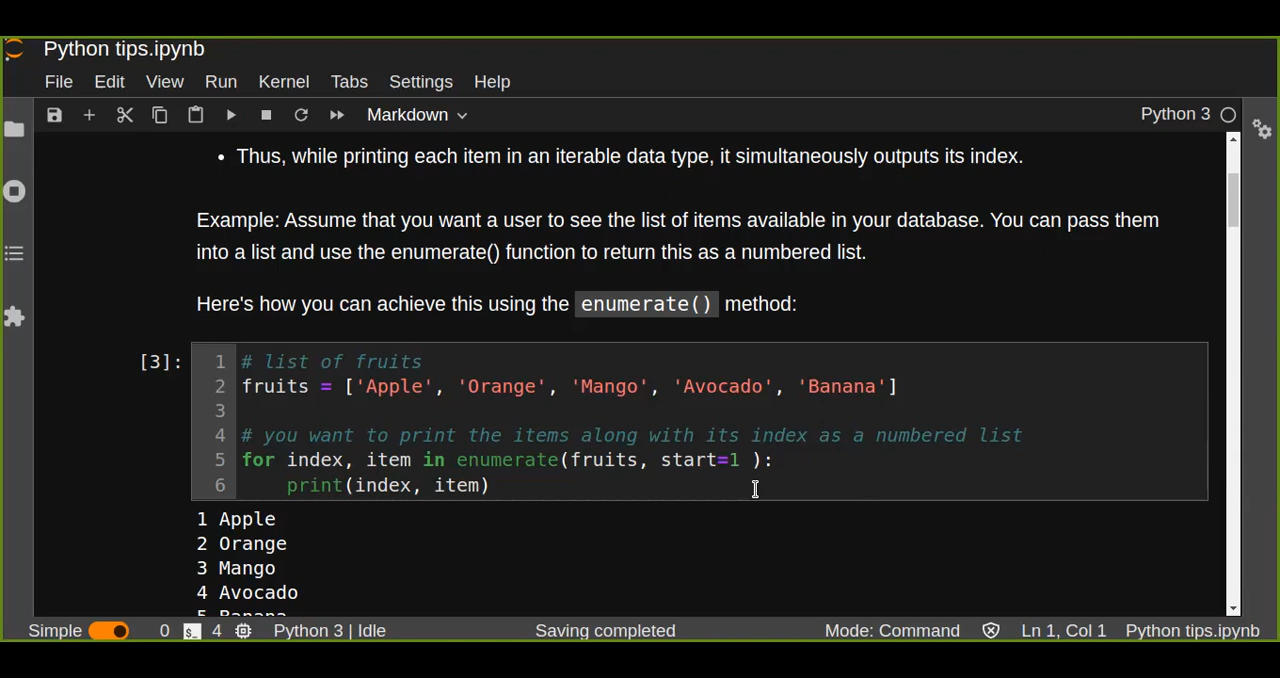 Python tips.ipynb
File Edit View Run Kernel Tabs Settings Help
Markdown Python 3
• Thus, while printing each item in an iterable data type, it simultaneously outputs its index.
Example: Assume that you want a user to see the list of items available in your database. You can pass them
into a list and use the enumerate() function to return this as a numbered list.
Here's how you can achieve this using the enumerate() method:
[3]: 1 # list of fruits
2 fruits = ['Apple', 'Orange', 'Mango', 'Avocado', 'Banana']
3
4 # you want to print the items along with its index as a numbered list
5 for index, item in enumerate(fruits, start=1 ):
6     print(index, item)
1 Apple
2 Orange
3 Mango
4 Avocado
5 Banana
Simple 0 $_ 4 Python 3 | Idle Saving completed Mode: Command Ln 1, Col 1 Python tips.ipynb